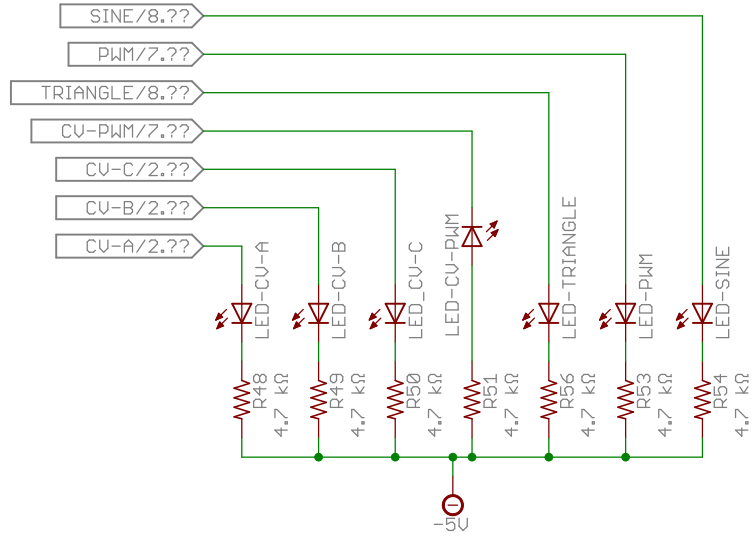 SINE/8.??
PWM/7.??
TRIANGLE/8.??
CV-PWM/7.??
CV-C/2.??
CV-B/2.??
CV-A/2.??
LED-CV-A
LED-CV-B
LED_CV-C
LED-CV-PWM
LED-TRIANGLE
LED-PWM
LED-SINE
R48
4.7 kΩ
R49
4.7 kΩ
R50
4.7 kΩ
R51
4.7 kΩ
R56
4.7 kΩ
R53
4.7 kΩ
R54
4.7 kΩ
-5V